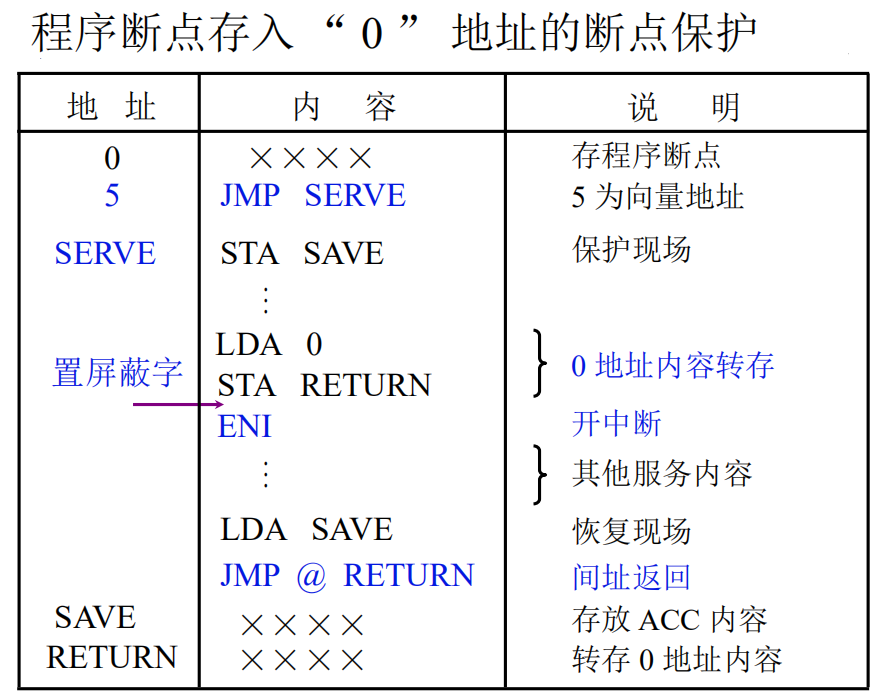 程序断点存入“0”地址的断点保护
地 址 内 容 说 明
0 ×××× 存程序断点
5 JMP SERVE 5 为向量地址
SERVE STA SAVE 保护现场
⋮
LDA 0
置屏蔽字 0 地址内容转存
STA RETURN
ENI 开中断
⋮ 其他服务内容
LDA SAVE 恢复现场
JMP @ RETURN 间址返回
SAVE ×××× 存放 ACC 内容
RETURN ×××× 转存 0 地址内容